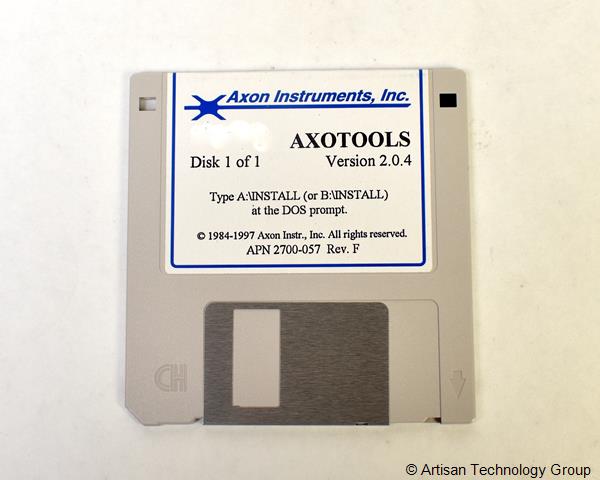 Axon Instruments, Inc.
AXOTOOLS
Disk 1 of 1 Version 2.0.4
Type A:\INSTALL (or B:\INSTALL)
at the DOS prompt.
© 1984-1997 Axon Instr., Inc. All rights reserved.
APN 2700-057 Rev. F
CH
© Artisan Technology Group